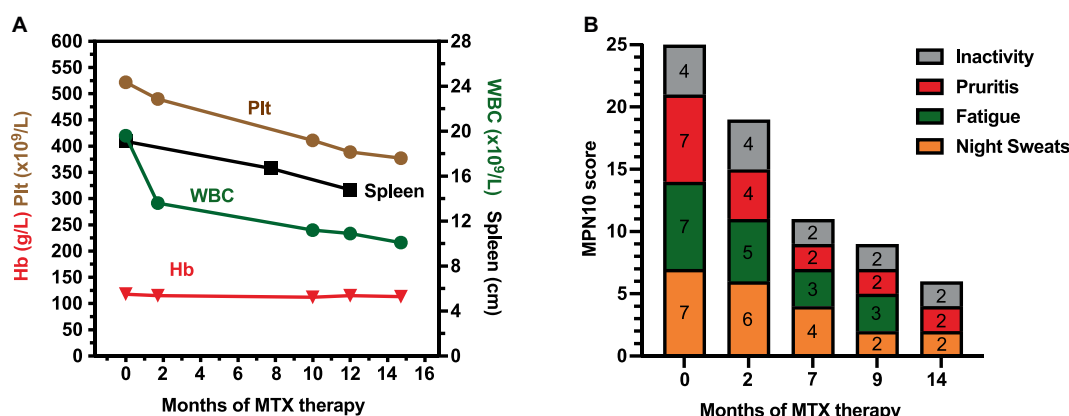 A
600
550
500
450
400
350
300
250
200
150
100
50
0
Hb (g/L) Plt (x10⁹/L)
28
24
20
16
12
8
4
0
WBC (x10⁹/L)
Spleen (cm)
Plt
Spleen
WBC
Hb
0 2 4 6 8 10 12 14 16
Months of MTX therapy
B
25
20
15
10
5
0
MPN10 score
4
7
7
7
4
4
5
6
2
2
3
4
2
2
3
2
2
2
2
0 2 7 9 14
Months of MTX therapy
Inactivity
Pruritis
Fatigue
Night Sweats